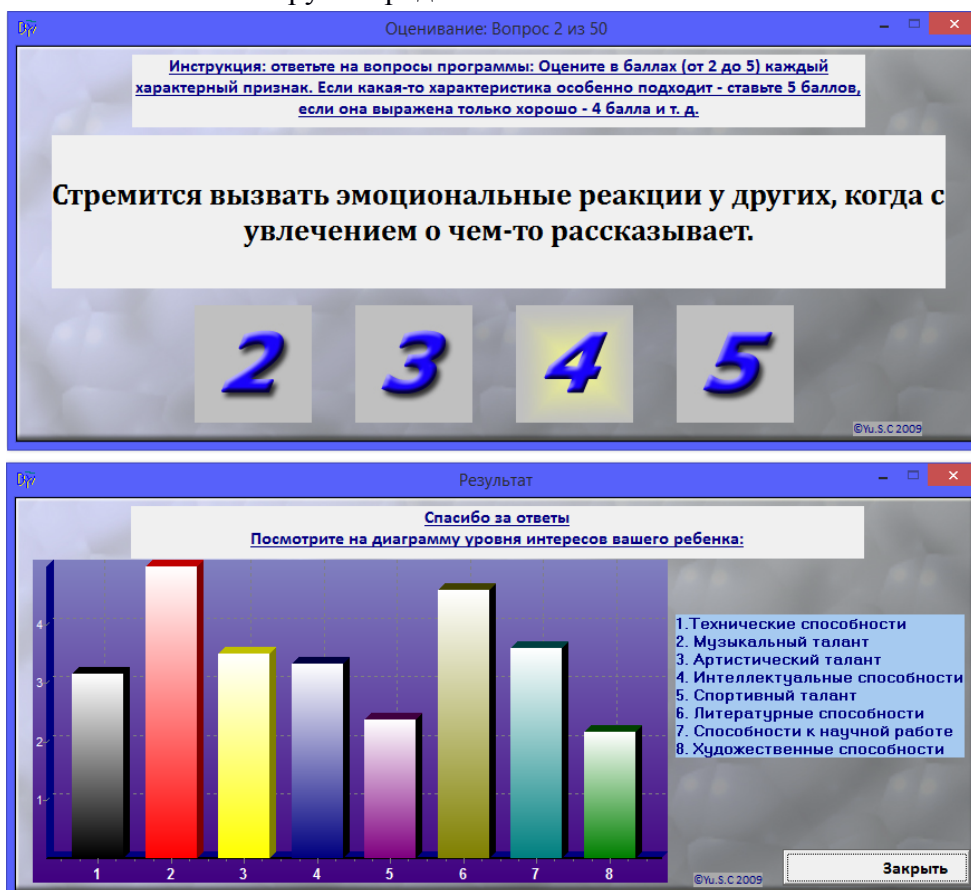 Оценивание: Вопрос 2 из 50
Инструкция: ответьте на вопросы программы: Оцените в баллах (от 2 до 5) каждый
характерный признак. Если какая-то характеристика особенно подходит - ставьте 5 баллов,
если она выражена только хорошо - 4 балла и т. д.
Стремится вызвать эмоциональные реакции у других, когда с
увлечением о чем-то рассказывает.
2 3 4 5
©Yu.S.C 2009
Результат
Спасибо за ответы
Посмотрите на диаграмму уровня интересов вашего ребенка:
4
3
2
1
1 2 3 4 5 6 7 8
1.Технические способности
2. Музыкальный талант
3. Артистический талант
4. Интеллектуальные способности
5. Спортивный талант
6. Литературные способности
7. Способности к научной работе
8. Художественные способности
Закрыть
©Yu.S.C 2009